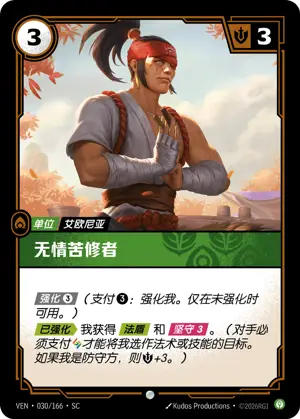 3
3
单位 艾欧尼亚
无情苦修者
强化 3 （支付3：强化我。仅在未强化时
可用。）
已强化 我获得 法盾 和 坚守 3 。（对手必
须支付才能将我选作法术或技能的目标。
如果我是防守方，则+3。）
VEN • 030/166 • SC
Kudos Productions • ©2026RGI